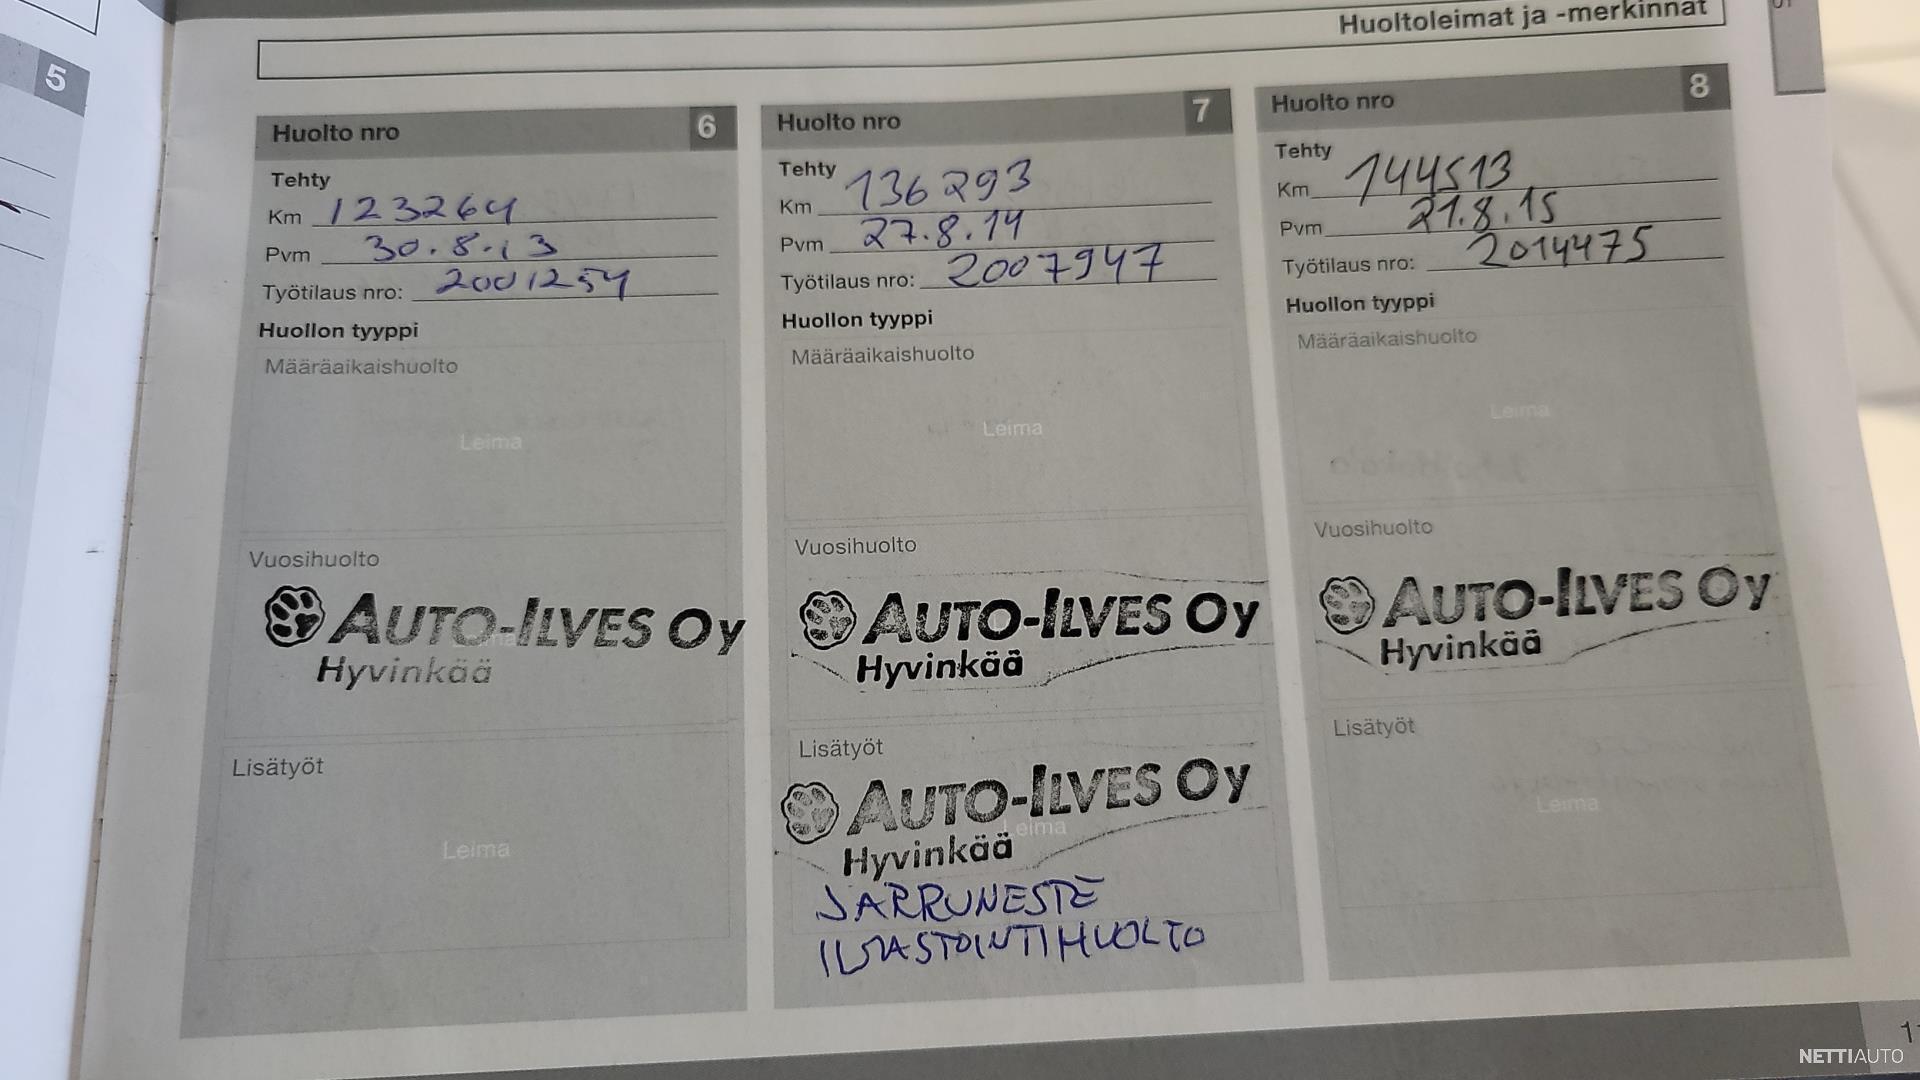 Huoltoleimat ja -merkinnät
5
Huolto nro 6
Tehty
Km 123264
Pvm 30.8.13
Työtilaus nro: 2001254
Huollon tyyppi
Määräaikaishuolto
Leima
Vuosihuolto
AUTO-ILVES Oy
Hyvinkää
Lisätyöt
Leima
Huolto nro 7
Tehty
Km 136293
Pvm 27.8.14
Työtilaus nro: 2007947
Huollon tyyppi
Määräaikaishuolto
Leima
Vuosihuolto
AUTO-ILVES Oy
Hyvinkää
Lisätyöt
AUTO-ILVES Oy
Leima
Hyvinkää
JARRUNESTE
ILMASTOINTIHUOLTO
Huolto nro 8
Tehty
Km 144513
Pvm 21.8.15
Työtilaus nro: 2014475
Huollon tyyppi
Määräaikaishuolto
Leima
Vuosihuolto
AUTO-ILVES Oy
Hyvinkää
Lisätyöt
Leima
NETTIAUTO